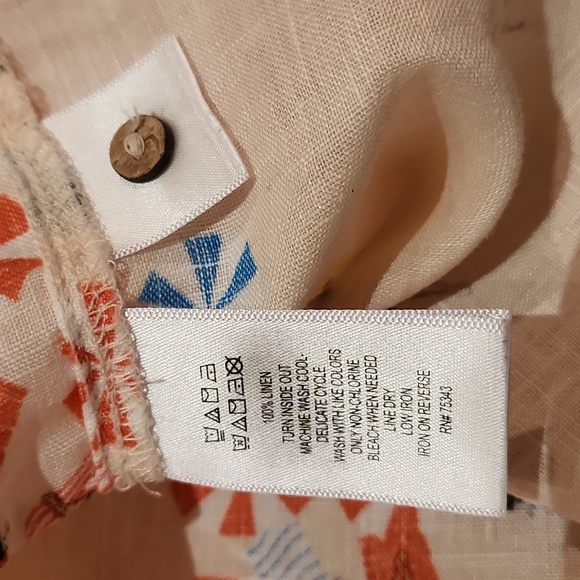 100% LINEN
TURN INSIDE OUT
MACHINE WASH COOL-
DELICATE CYCLE
WASH WITH LIKE COLORS
ONLY NON-CHLORINE
BLEACH WHEN NEEDED
LINE DRY
LOW IRON
IRON ON REVERSE
RN# 75343